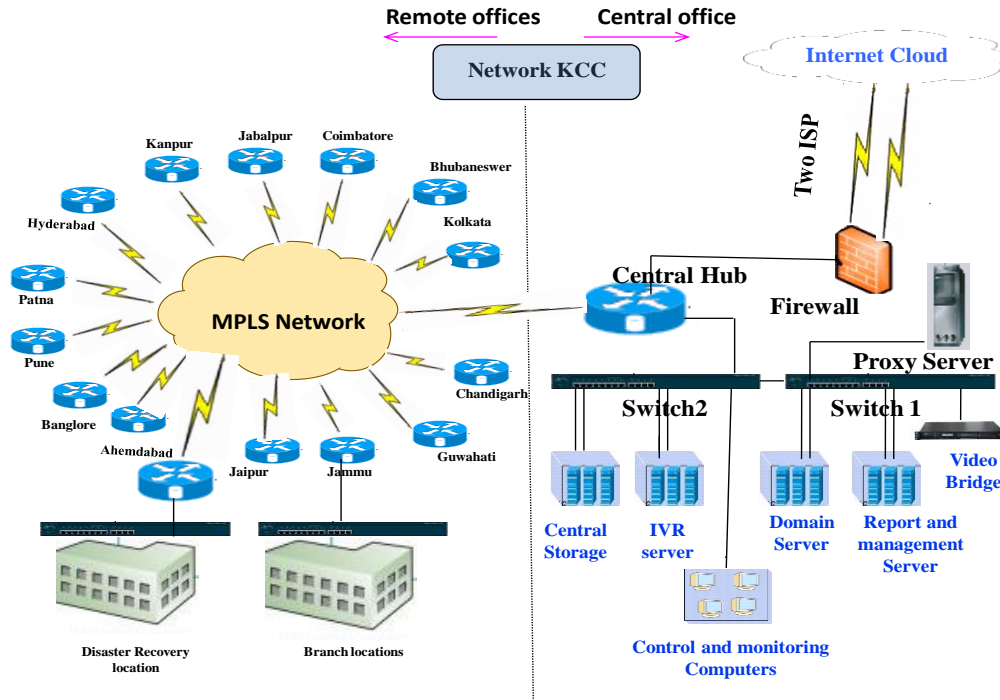 Remote offices
Central office
Network KCC
Internet Cloud
Two ISP
Kanpur
Jabalpur
Coimbatore
Bhubaneswer
Hyderabad
Kolkata
Patna
MPLS Network
Pune
Banglore
Ahemdabad
Jaipur
Jammu
Guwahati
Chandigarh
Central Hub
Firewall
Proxy Server
Switch2
Switch 1
Video
Bridge
Central
Storage
IVR
server
Domain
Server
Report and
management
Server
Control and monitoring
Computers
Disaster Recovery
location
Branch locations